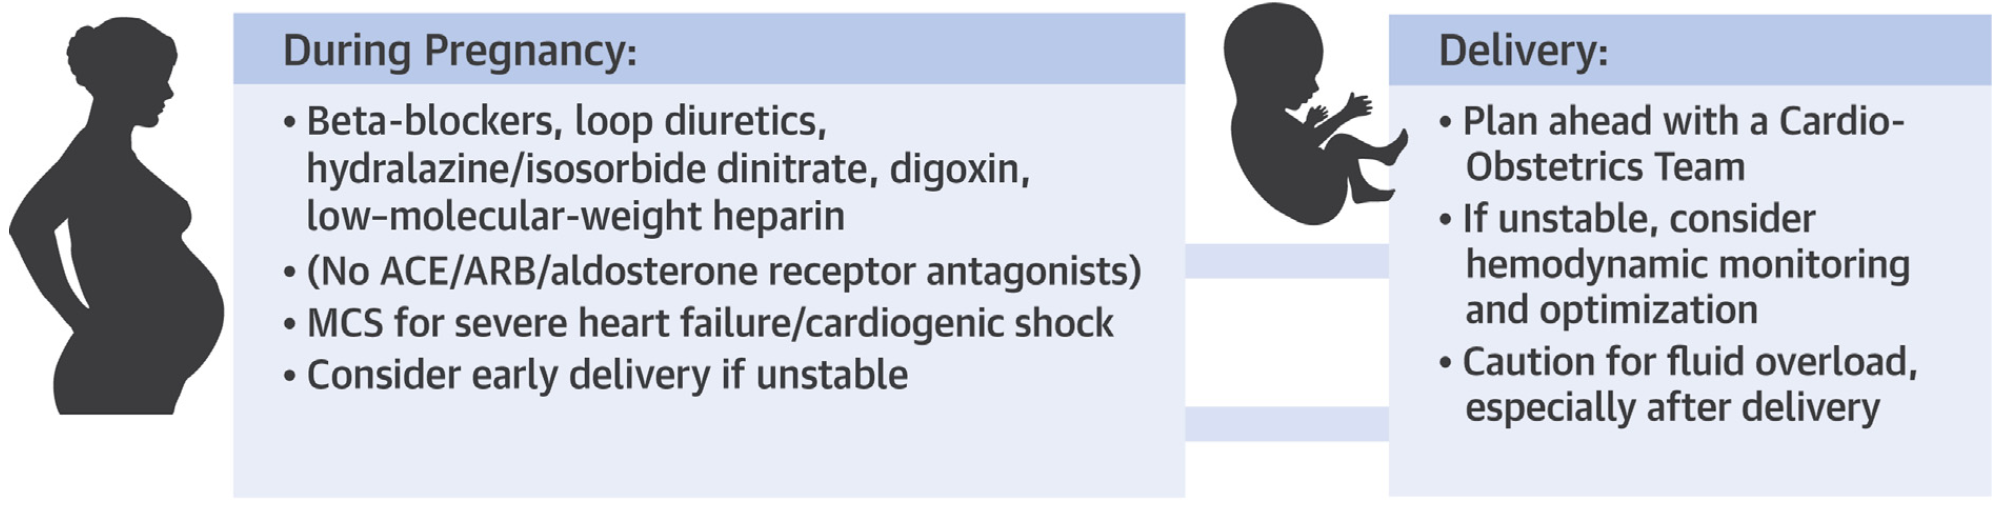 During Pregnancy:
• Beta-blockers, loop diuretics,
hydralazine/isosorbide dinitrate, digoxin,
low–molecular-weight heparin
• (No ACE/ARB/aldosterone receptor antagonists)
• MCS for severe heart failure/cardiogenic shock
• Consider early delivery if unstable
Delivery:
• Plan ahead with a Cardio-
Obstetrics Team
• If unstable, consider
hemodynamic monitoring
and optimization
• Caution for fluid overload,
especially after delivery